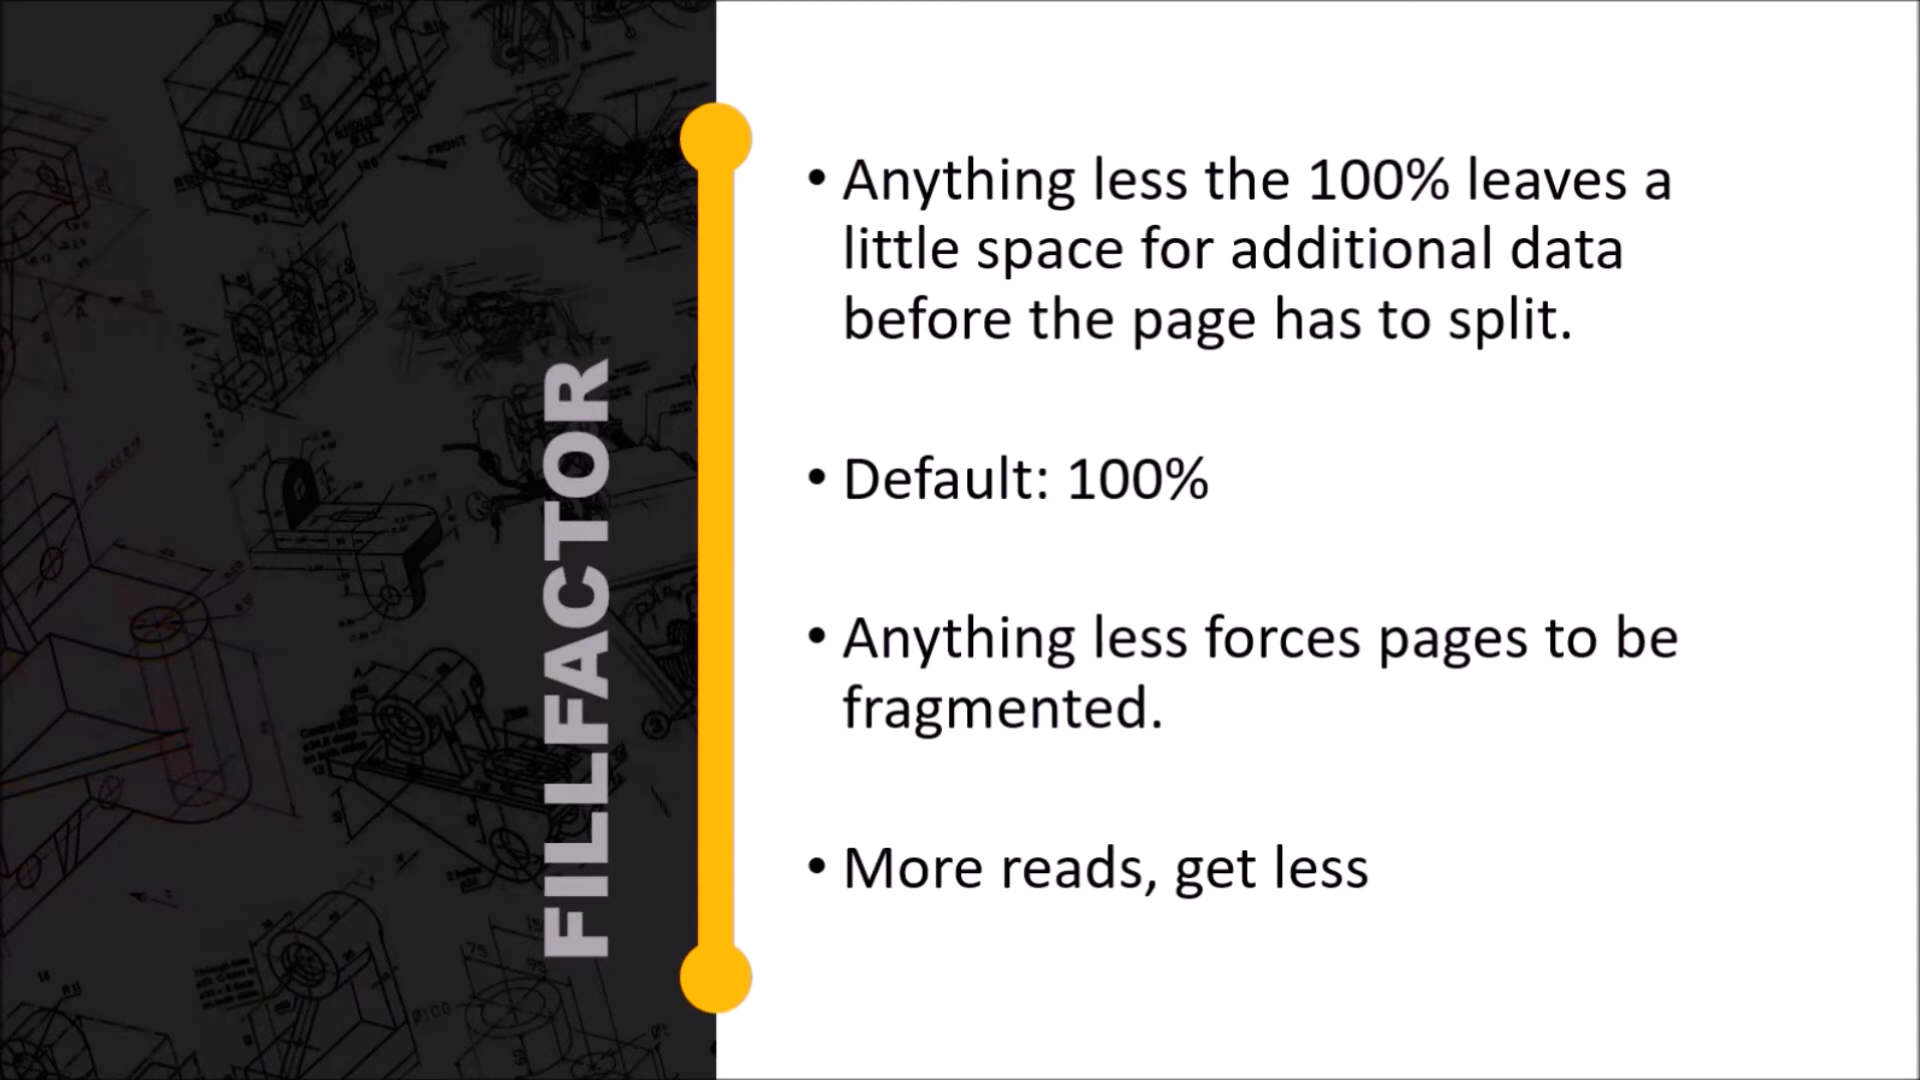 FILLFACTOR
• Anything less the 100% leaves a
little space for additional data
before the page has to split.
• Default: 100%
• Anything less forces pages to be
fragmented.
• More reads, get less
FRONT